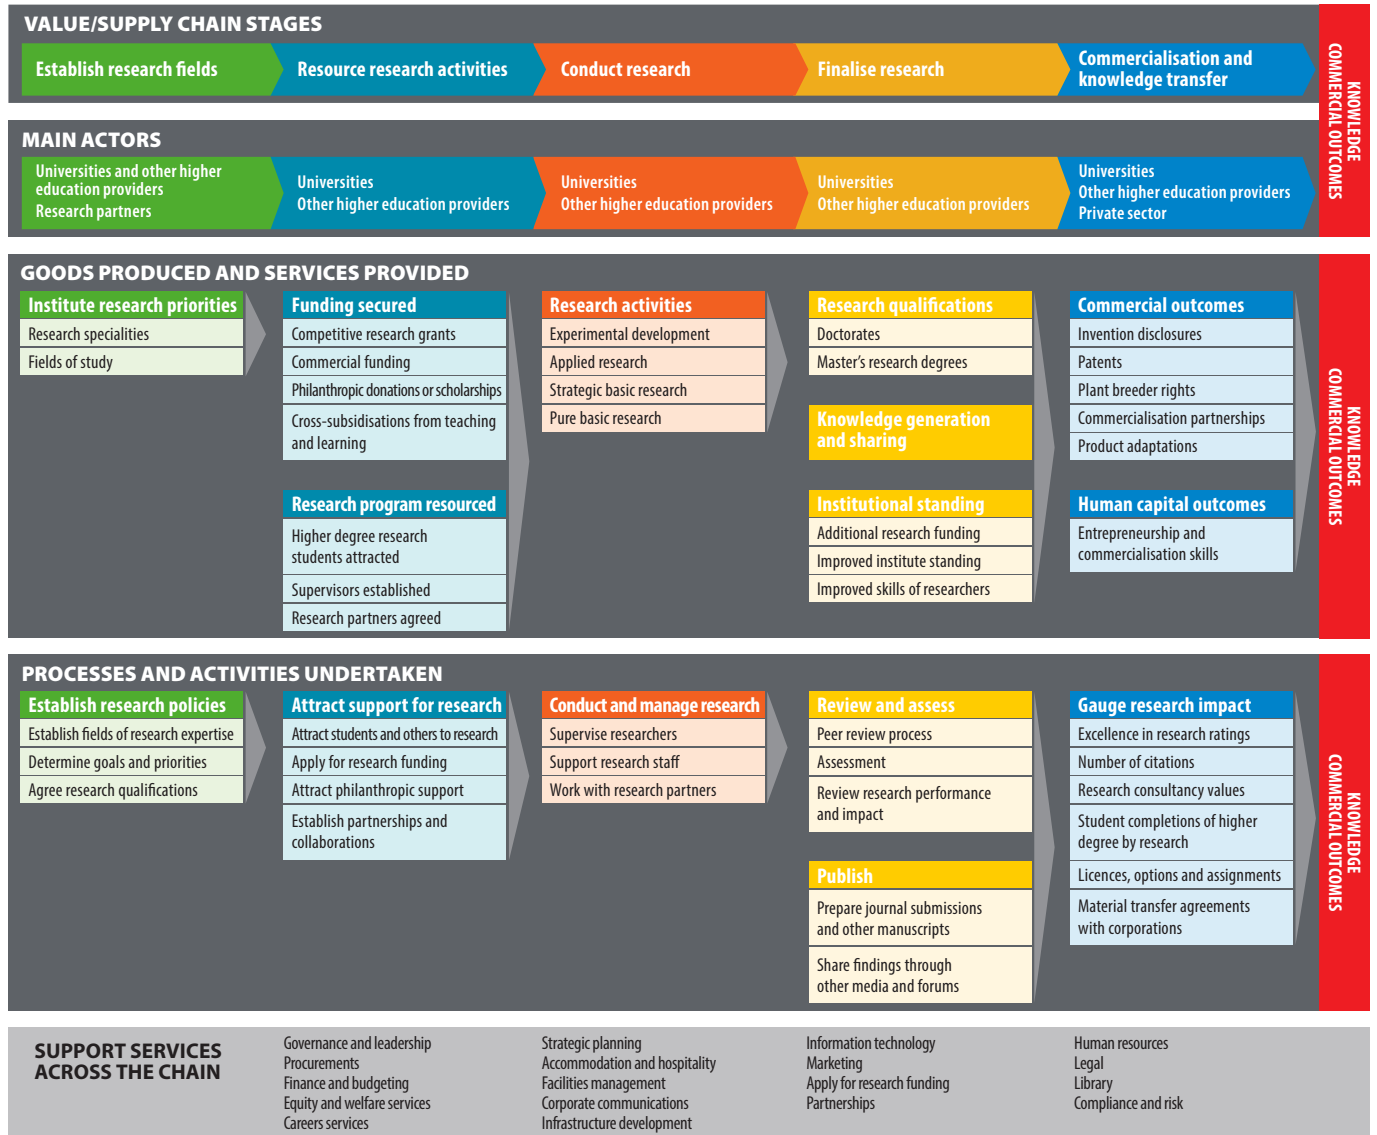 VALUE/SUPPLY CHAIN STAGES
Establish research fields
Resource research activities
Conduct research
Finalise research
Commercialisation and
knowledge transfer
KNOWLEDGE
COMMERCIAL OUTCOMES
MAIN ACTORS
Universities and other higher
education providers
Research partners
Universities
Other higher education providers
Universities
Other higher education providers
Universities
Other higher education providers
Universities
Other higher education providers
Private sector
GOODS PRODUCED AND SERVICES PROVIDED
Institute research priorities
Research specialities
Fields of study
Funding secured
Competitive research grants
Commercial funding
Philanthropic donations or scholarships
Cross-subsidisations from teaching
and learning
Research program resourced
Higher degree research
students attracted
Supervisors established
Research partners agreed
Research activities
Experimental development
Applied research
Strategic basic research
Pure basic research
Research qualifications
Doctorates
Master's research degrees
Knowledge generation
and sharing
Institutional standing
Additional research funding
Improved institute standing
Improved skills of researchers
Commercial outcomes
Invention disclosures
Patents
Plant breeder rights
Commercialisation partnerships
Product adaptations
Human capital outcomes
Entrepreneurship and
commercialisation skills
KNOWLEDGE
COMMERCIAL OUTCOMES
PROCESSES AND ACTIVITIES UNDERTAKEN
Establish research policies
Establish fields of research expertise
Determine goals and priorities
Agree research qualifications
Attract support for research
Attract students and others to research
Apply for research funding
Attract philanthropic support
Establish partnerships and
collaborations
Conduct and manage research
Supervise researchers
Support research staff
Work with research partners
Review and assess
Peer review process
Assessment
Review research performance
and impact
Publish
Prepare journal submissions
and other manuscripts
Share findings through
other media and forums
Gauge research impact
Excellence in research ratings
Number of citations
Research consultancy values
Student completions of higher
degree by research
Licences, options and assignments
Material transfer agreements
with corporations
KNOWLEDGE
COMMERCIAL OUTCOMES
SUPPORT SERVICES
ACROSS THE CHAIN
Governance and leadership
Procurements
Finance and budgeting
Equity and welfare services
Careers services
Strategic planning
Accommodation and hospitality
Facilities management
Corporate communications
Infrastructure development
Information technology
Marketing
Apply for research funding
Partnerships
Human resources
Legal
Library
Compliance and risk